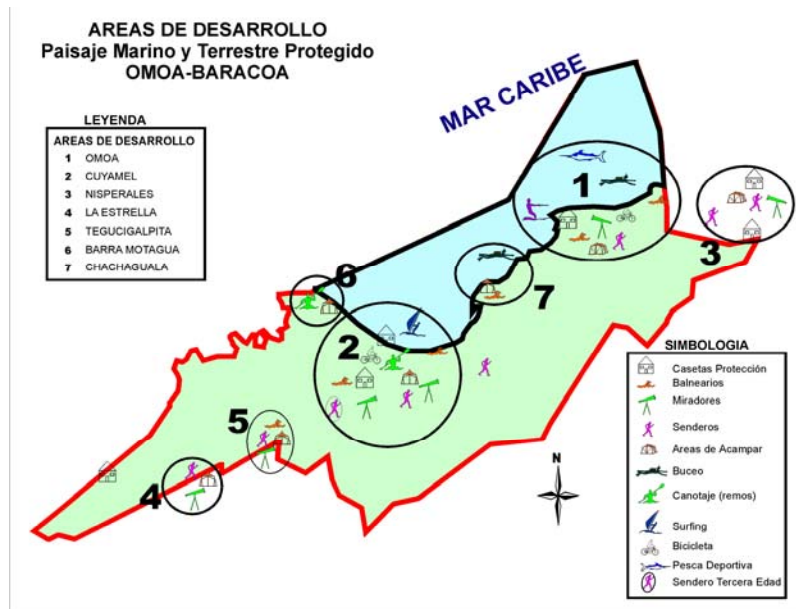 AREAS DE DESARROLLO
Paisaje Marino y Terrestre Protegido
OMOA-BARACOA
MAR CARIBE
LEYENDA
AREAS DE DESARROLLO
1 OMOA
2 CUYAMEL
3 NISPERALES
4 LA ESTRELLA
5 TEGUCIGALPITA
6 BARRA MOTAGUA
7 CHACHAGUALA
1
3
6
7
2
5
4
N
SIMBOLOGIA
Casetas Protección
Balnearios
Miradores
Senderos
Areas de Acampar
Buceo
Canotaje (remos)
Surfing
Bicicleta
Pesca Deportiva
Sendero Tercera Edad